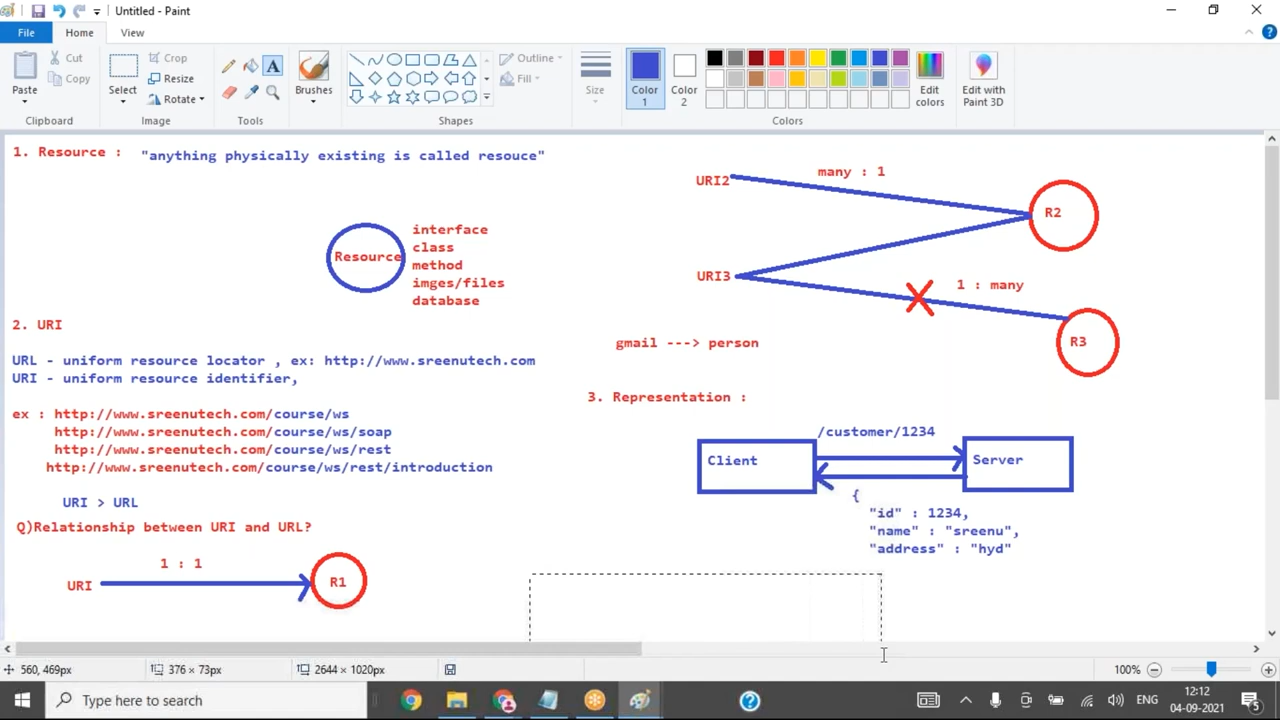 Untitled - Paint
File
Home
View
Paste
Cut
Copy
Clipboard
Select
Crop
Resize
Rotate
Image
A
Tools
Brushes
Outline
Fill
Shapes
Size
Color 1
Color 2
Edit colors
Colors
Edit with Paint 3D
1. Resource : "anything physically existing is called resouce"
Resource
interface
class
method
imges/files
database
2. URI
URL - uniform resource locator , ex: http://www.sreenutech.com
URI - uniform resource identifier,
ex : http://www.sreenutech.com/course/ws
http://www.sreenutech.com/course/ws/soap
http://www.sreenutech.com/course/ws/rest
http://www.sreenutech.com/course/ws/rest/introduction
URI > URL
Q)Relationship between URI and URL?
1 : 1
URI
R1
URI2
many : 1
R2
URI3
1 : many
R3
gmail ---> person
3. Representation :
/customer/1234
Client
Server
{
"id" : 1234,
"name" : "sreenu",
"address" : "hyd"
560, 469px
376 × 73px
2644 × 1020px
100%
Type here to search
ENG
12:12
04-09-2021
5